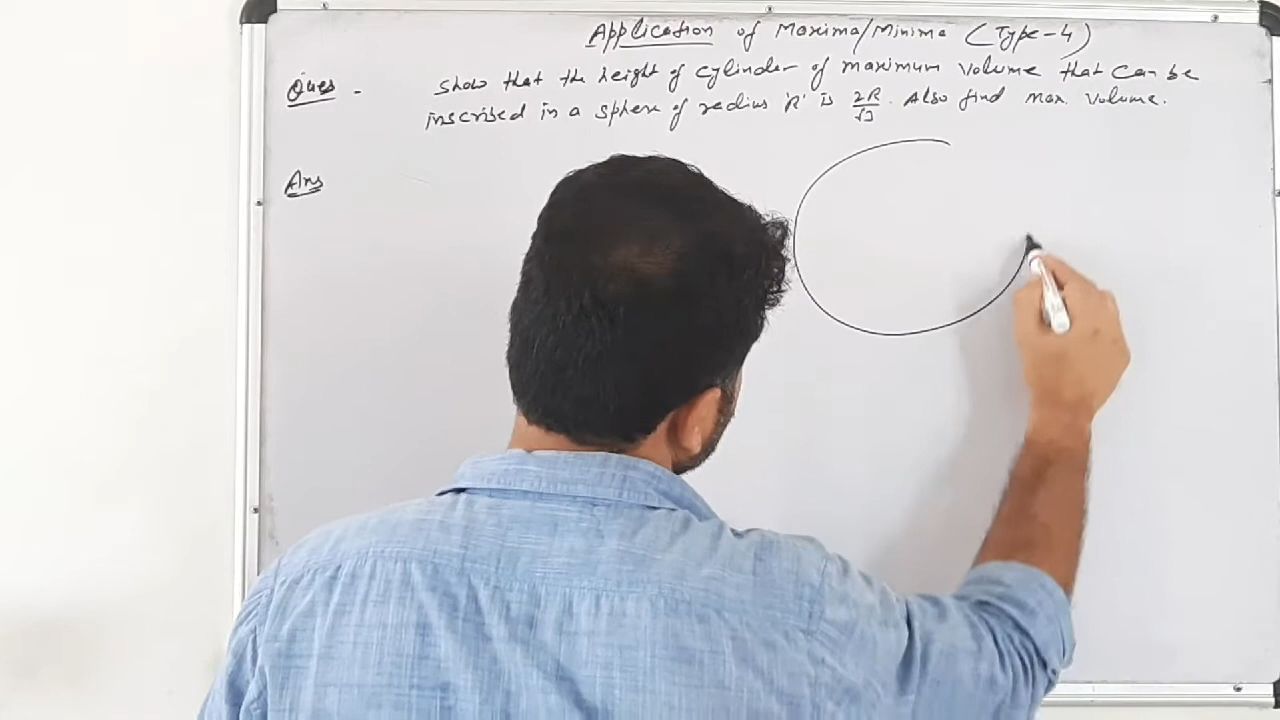 Application of Maxima/Minima (Type-4)
Ques - Show that the height of cylinder of maximum volume that can be
inscribed in a sphere of radius 'R' is 2R/√3. Also find max. volume.
Ans